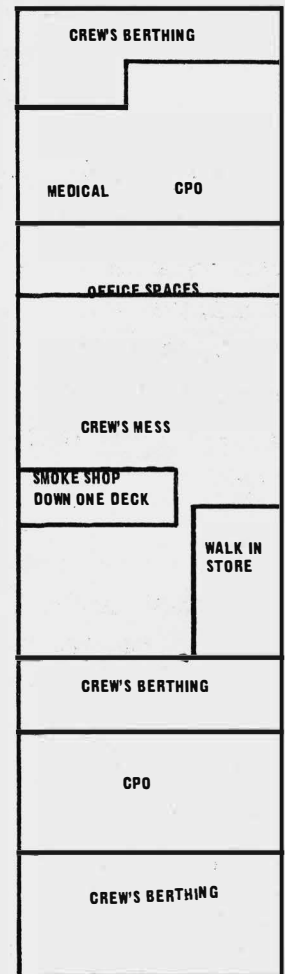 CREW'S BERTHING
MEDICAL CPO
OFFICE SPACES
CREW'S MESS
SMOKE SHOP
DOWN ONE DECK
WALK IN
STORE
CREW'S BERTHING
CPO
CREW'S BERTHING